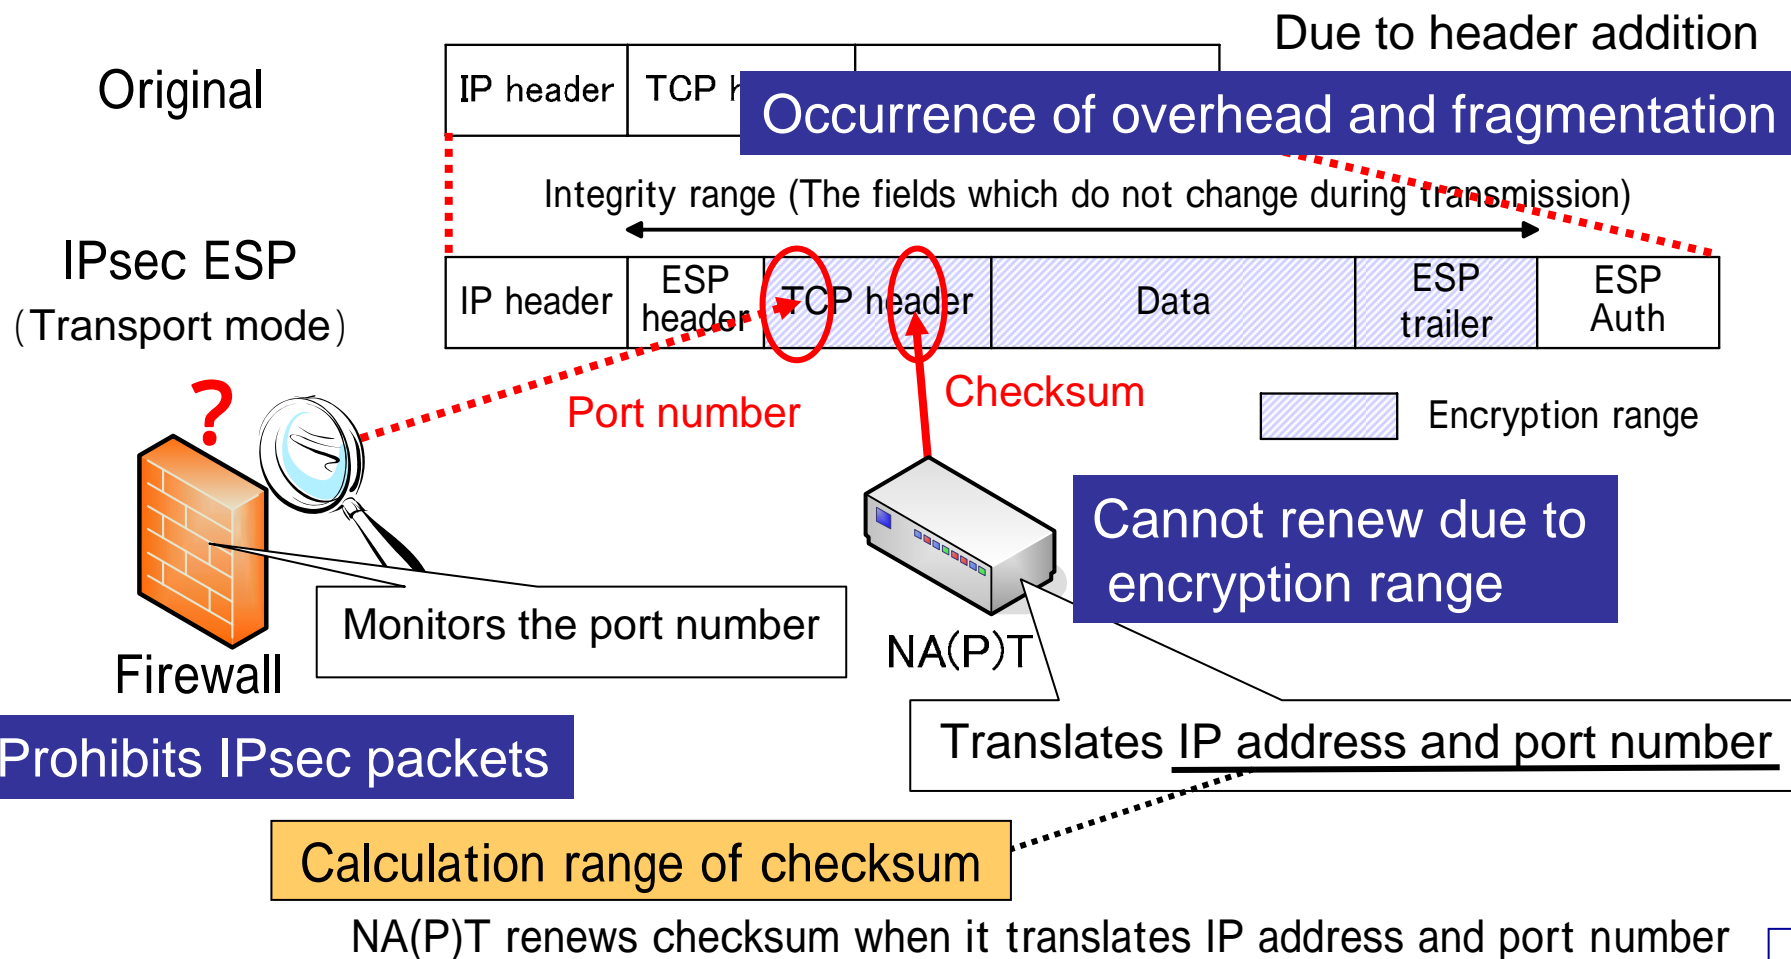 Due to header addition
Original
IP header
TCP
Occurrence of overhead and fragmentation
Integrity range (The fields which do not change during transmission)
IPsec ESP
(Transport mode)
IP header
ESP
header
TCP header
Data
ESP
trailer
ESP
Auth
?
Port number
Checksum
Encryption range
Cannot renew due to
encryption range
Monitors the port number
NA(P)T
Firewall
Prohibits IPsec packets
Translates IP address and port number
Calculation range of checksum
NA(P)T renews checksum when it translates IP address and port number